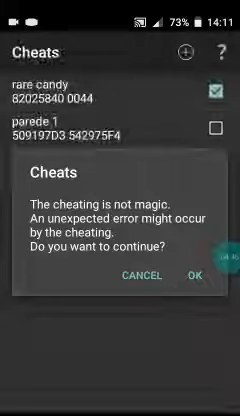 73% 14:11
Cheats ?
rare candy
82025840 0044
parede 1
509197D3 542975F4
Cheats
The cheating is not magic.
An unexpected error might occur
by the cheating.
Do you want to continue?
CANCEL OK